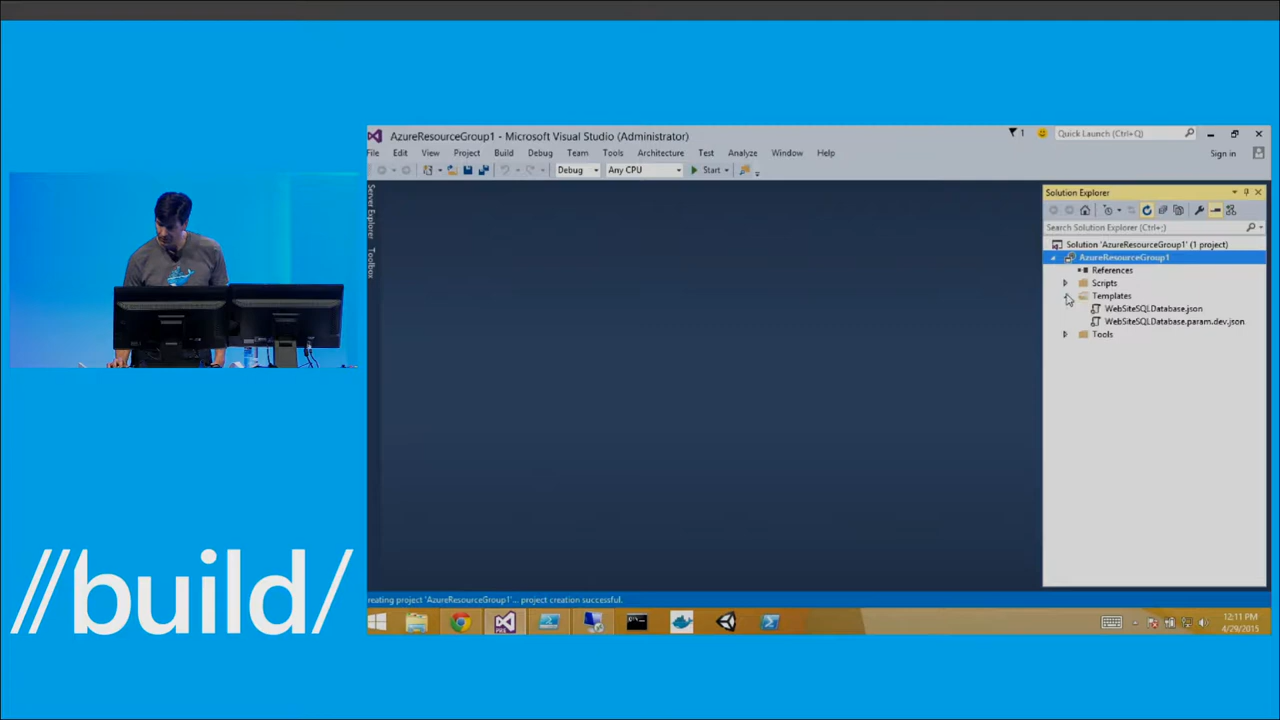 AzureResourceGroup1 - Microsoft Visual Studio (Administrator)
1
Quick Launch (Ctrl+Q)
File Edit View Project Build Debug Team Tools Architecture Test Analyze Window Help
Sign in
Debug Any CPU Start
Server Explorer
Toolbox
Solution Explorer
Search Solution Explorer (Ctrl+;)
Solution 'AzureResourceGroup1' (1 project)
AzureResourceGroup1
References
Scripts
Templates
WebSiteSQLDatabase.json
WebSiteSQLDatabase.param.dev.json
Tools
reating project 'AzureResourceGroup1'... project creation successful.
12:11 PM
4/29/2015
//build/